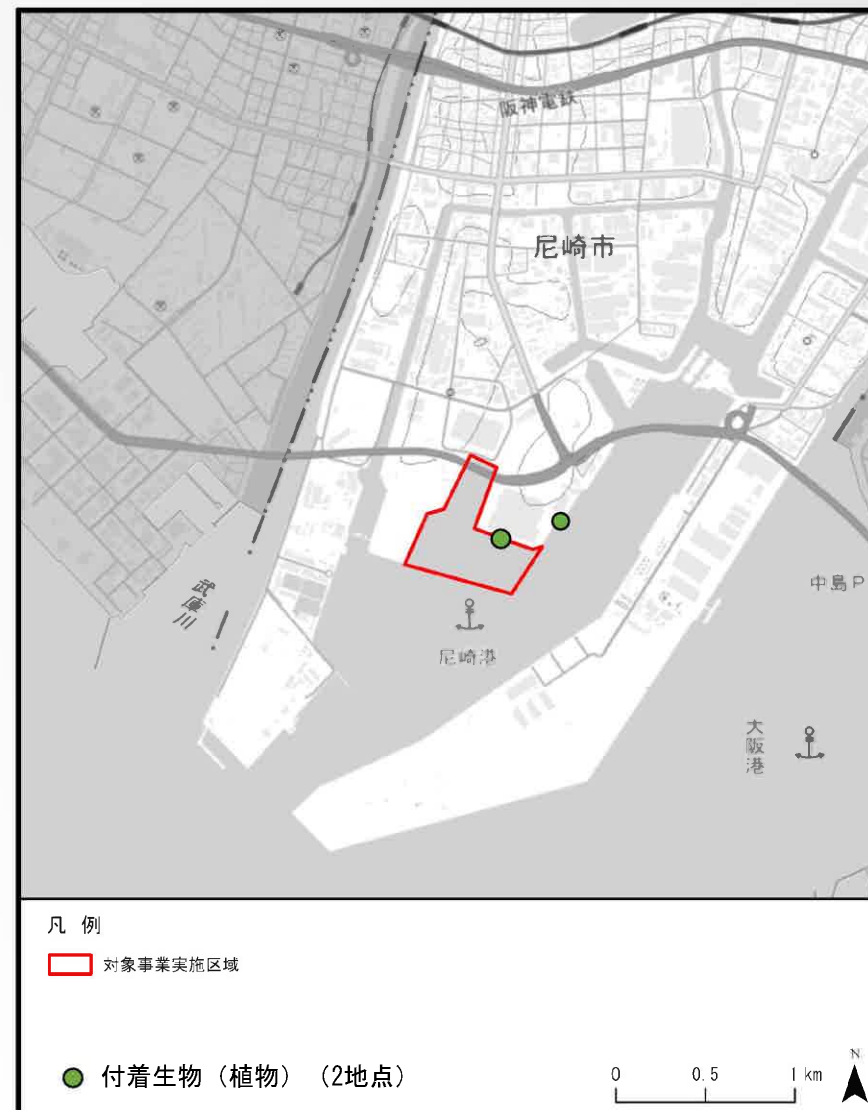 阪神電鉄
尼崎市
武庫川
尼崎港
中島P
大阪港
凡 例
対象事業実施区域
付着生物（植物）（2地点）
0 0.5 1 km
N